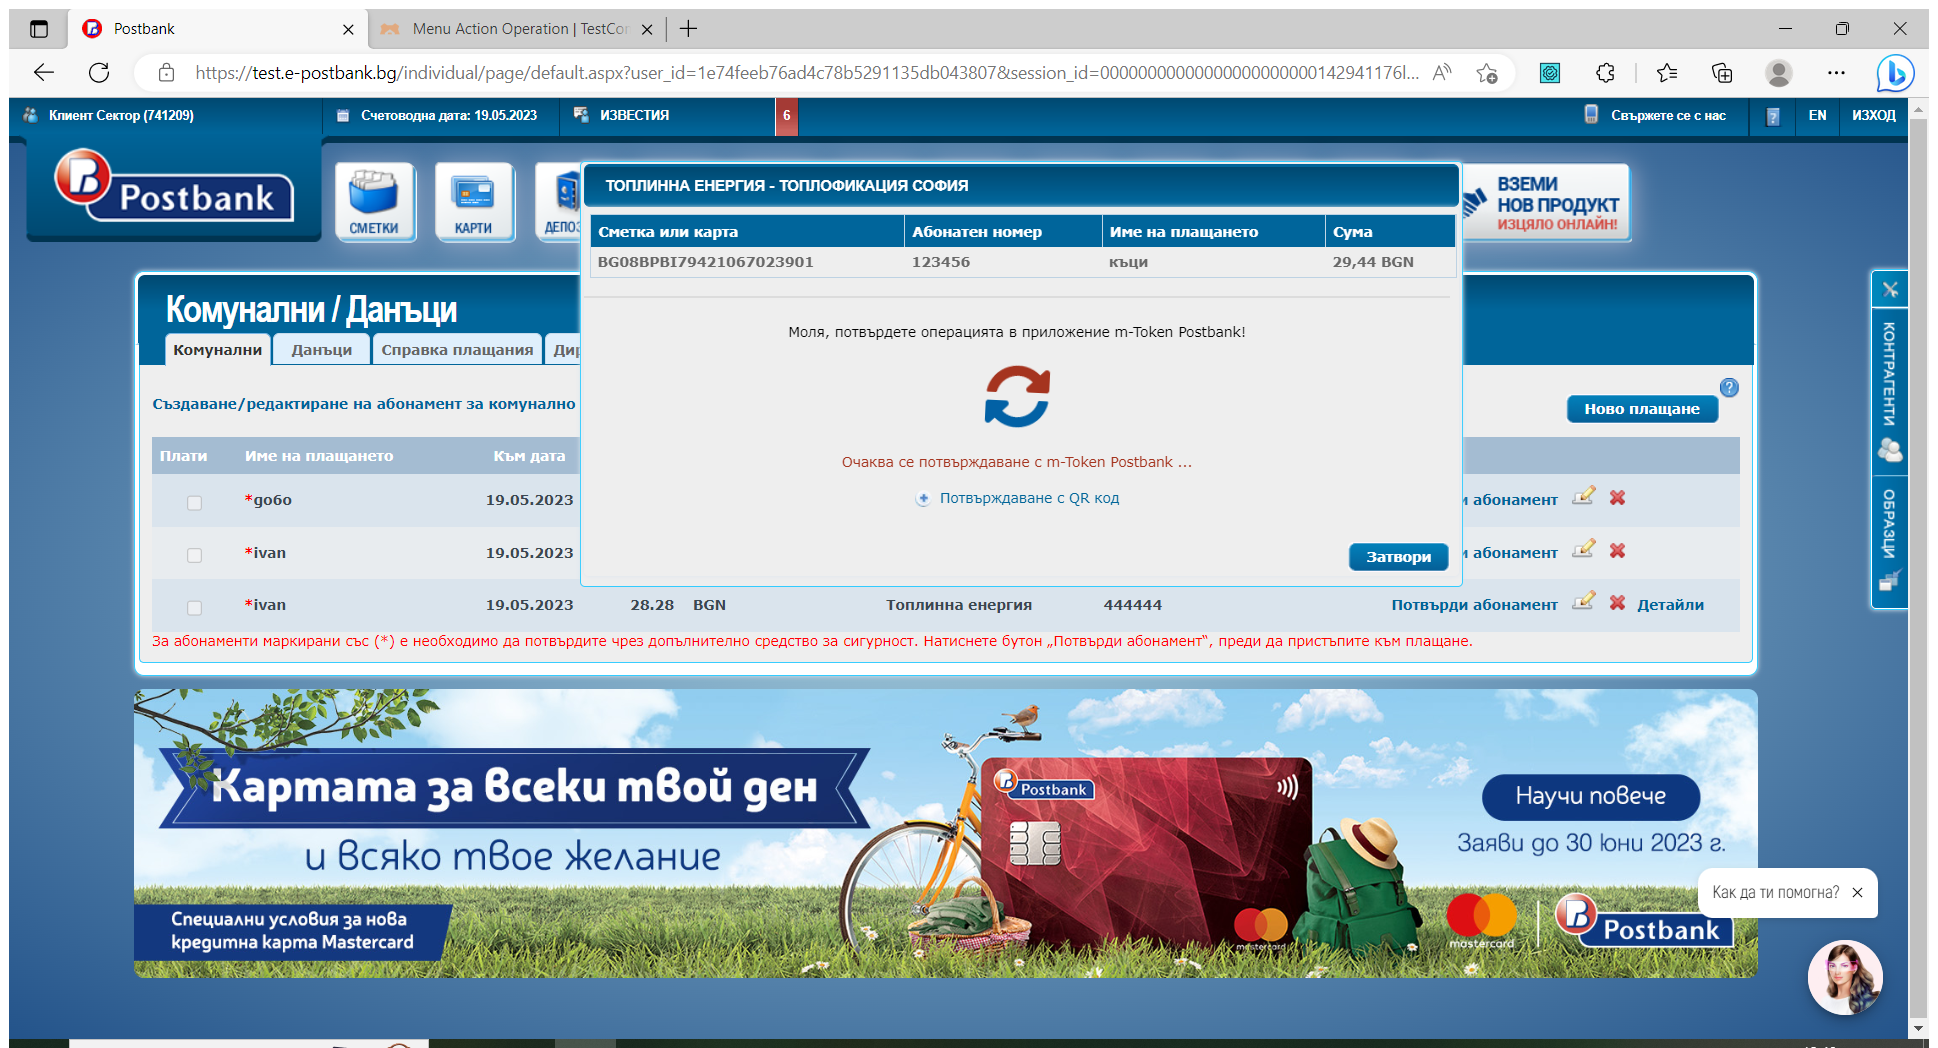 Postbank
Menu Action Operation | TestCor
https://test.e-postbank.bg/individual/page/default.aspx?user_id=1e74feeb76ad4c78b5291135db043807&session_id=
Клиент Сектор (741209)
Счетоводна дата: 19.05.2023
ИЗВЕСТИЯ
6
Свържете се с нас
EN
ИЗХОД
Postbank
СМЕТКИ
КАРТИ
ДЕПОЗ
ВЗЕМИ
НОВ ПРОДУКТ
ИЗЦЯЛО ОНЛАЙН!
ТОПЛИННА ЕНЕРГИЯ - ТОПЛОФИКАЦИЯ СОФИЯ
Сметка или карта Абонатен номер Име на плащането Сума
BG08BPBI79421067023901 123456 къци 29,44 BGN
Моля, потвърдете операцията в приложение m-Token Postbank!
Очаква се потвърждаване с m-Token Postbank ...
Потвърждаване с QR код
Затвори
Комунални / Данъци
Комунални Данъци Справка плащания Дир
Създаване/редактиране на абонамент за комунално
Ново плащане
Плати Име на плащането Към дата
*gобо 19.05.2023 и абонамент
*ivan 19.05.2023 и абонамент
*ivan 19.05.2023 28.28 BGN Топлинна енергия 444444 Потвърди абонамент Детайли
За абонаменти маркирани със (*) е необходимо да потвърдите чрез допълнително средство за сигурност. Натиснете бутон „Потвърди абонамент“, преди да пристъпите към плащане.
КОНТРАГЕНТИ
ОБРАЗЦИ
Картата за всеки твой ден
и всяко твое желание
Специални условия за нова
кредитна карта Mastercard
Postbank
mastercard
Научи повече
Заяви до 30 юни 2023 г.
mastercard
Postbank
Как да ти помогна?